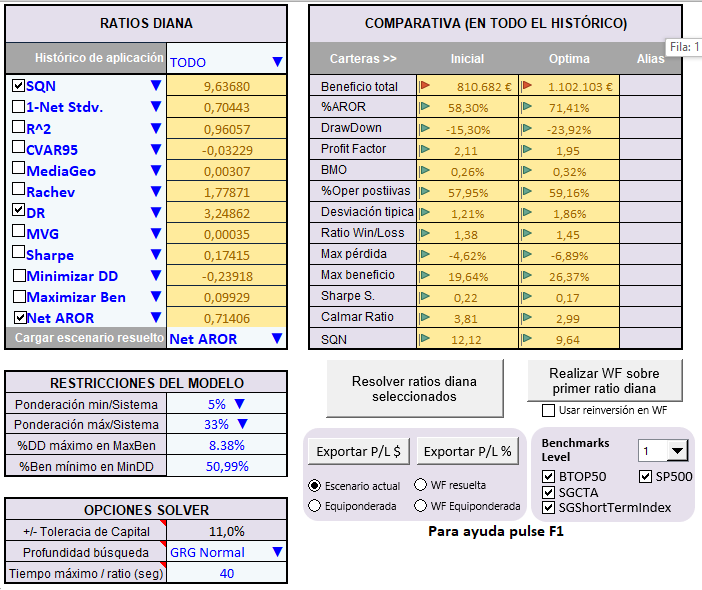 RATIOS DIANA
Histórico de aplicación TODO
SQN 9,63680
1-Net Stdv. 0,70443
R^2 0,96057
CVAR95 -0,03229
MediaGeo 0,00307
Rachev 1,77871
DR 3,24862
MVG 0,00035
Sharpe 0,17415
Minimizar DD -0,23918
Maximizar Ben 0,09929
Net AROR 0,71406
Cargar escenario resuelto Net AROR
COMPARATIVA (EN TODO EL HISTÓRICO)
Fila: 1
Carteras >> Inicial Optima Alias
Beneficio total 810.682 € 1.102.103 €
%AROR 58,30% 71,41%
DrawDown -15,30% -23,92%
Profit Factor 2,11 1,95
BMO 0,26% 0,32%
%Oper postiivas 57,95% 59,16%
Desviación tipica 1,21% 1,86%
Ratio Win/Loss 1,38 1,45
Max pérdida -4,62% -6,89%
Max beneficio 19,64% 26,37%
Sharpe S. 0,22 0,17
Calmar Ratio 3,81 2,99
SQN 12,12 9,64
RESTRICCIONES DEL MODELO
Ponderación min/Sistema 5%
Ponderación máx/Sistema 33%
%DD máximo en MaxBen 8.38%
%Ben mínimo en MinDD 50,99%
OPCIONES SOLVER
+/- Toleracia de Capital 11,0%
Profundidad búsqueda GRG Normal
Tiempo máximo / ratio (seg) 40
Resolver ratios diana
seleccionados
Realizar WF sobre
primer ratio diana
Usar reinversión en WF
Exportar P/L $ Exportar P/L %
Escenario actual WF resuelta
Equiponderada WF Equiponderada
Benchmarks
Level 1
BTOP50 SP500
SGCTA
SGShortTermIndex
Para ayuda pulse F1